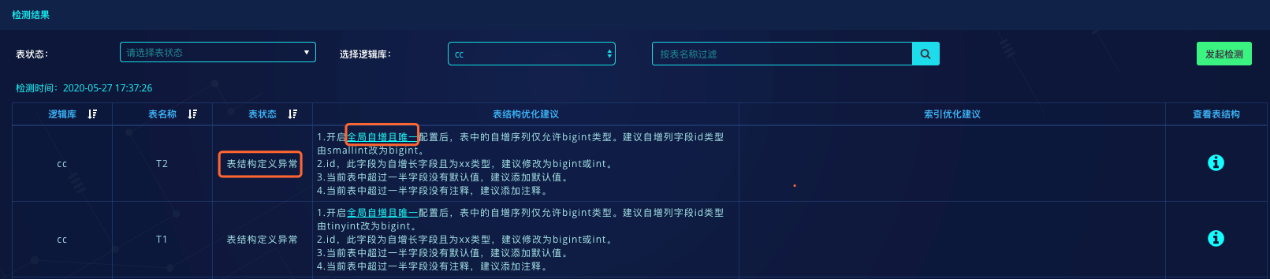 检测结果
表状态: 请选择表状态 选择逻辑库: cc 按表名称过滤 发起检测
检测时间: 2020-05-27 17:37:26
逻辑库 表名称 表状态 表结构优化建议 索引优化建议 查看表结构
cc T2 表结构定义异常
1.开启全局自增且唯一配置后，表中的自增序列仅允许bigint类型。建议自增列字段id类型
由smallint改为bigint。
2.id，此字段为自增长字段且为xx类型，建议修改为bigint或int。
3.当前表中超过一半字段没有默认值，建议添加默认值。
4.当前表中超过一半字段没有注释，建议添加注释。
cc T1 表结构定义异常
1.开启全局自增且唯一配置后，表中的自增序列仅允许bigint类型。建议自增列字段id类型
由tinyint改为bigint。
2.id，此字段为自增长字段且为xx类型，建议修改为bigint或int。
3.当前表中超过一半字段没有默认值，建议添加默认值。
4.当前表中超过一半字段没有注释，建议添加注释。